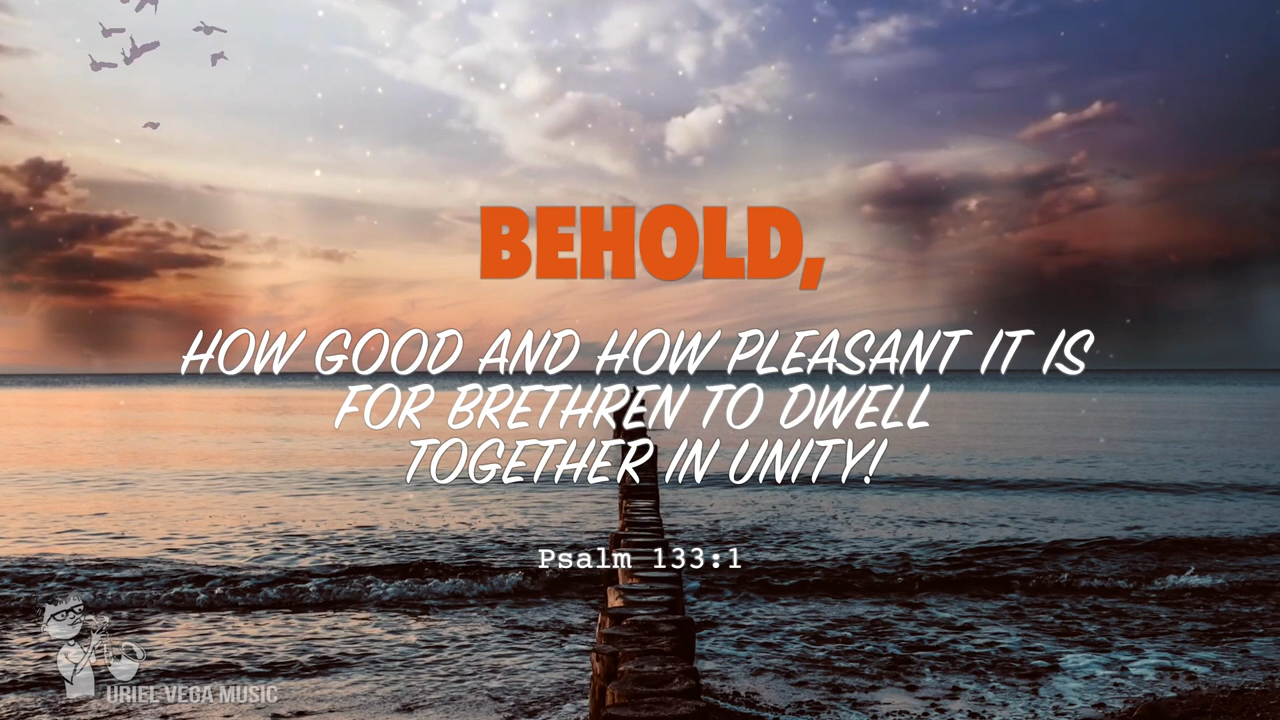 BEHOLD,
HOW GOOD AND HOW PLEASANT IT IS
FOR BRETHREN TO DWELL
TOGETHER IN UNITY!
Psalm 133:1
URIEL VEGA MUSIC